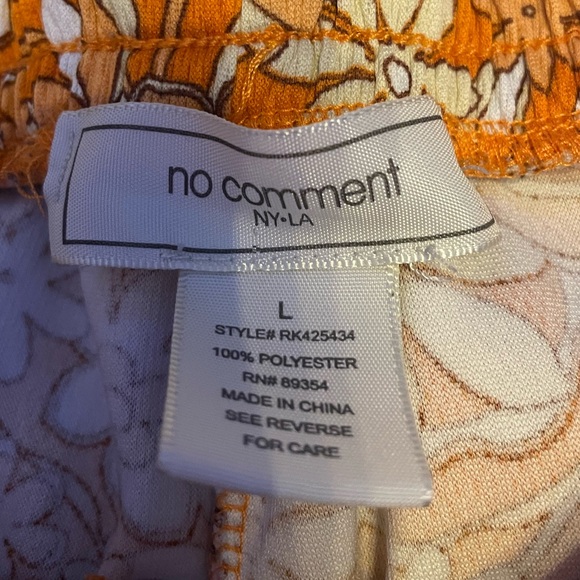 no comment
NY•LA
L
STYLE# RK425434
100% POLYESTER
RN# 89354
MADE IN CHINA
SEE REVERSE
FOR CARE